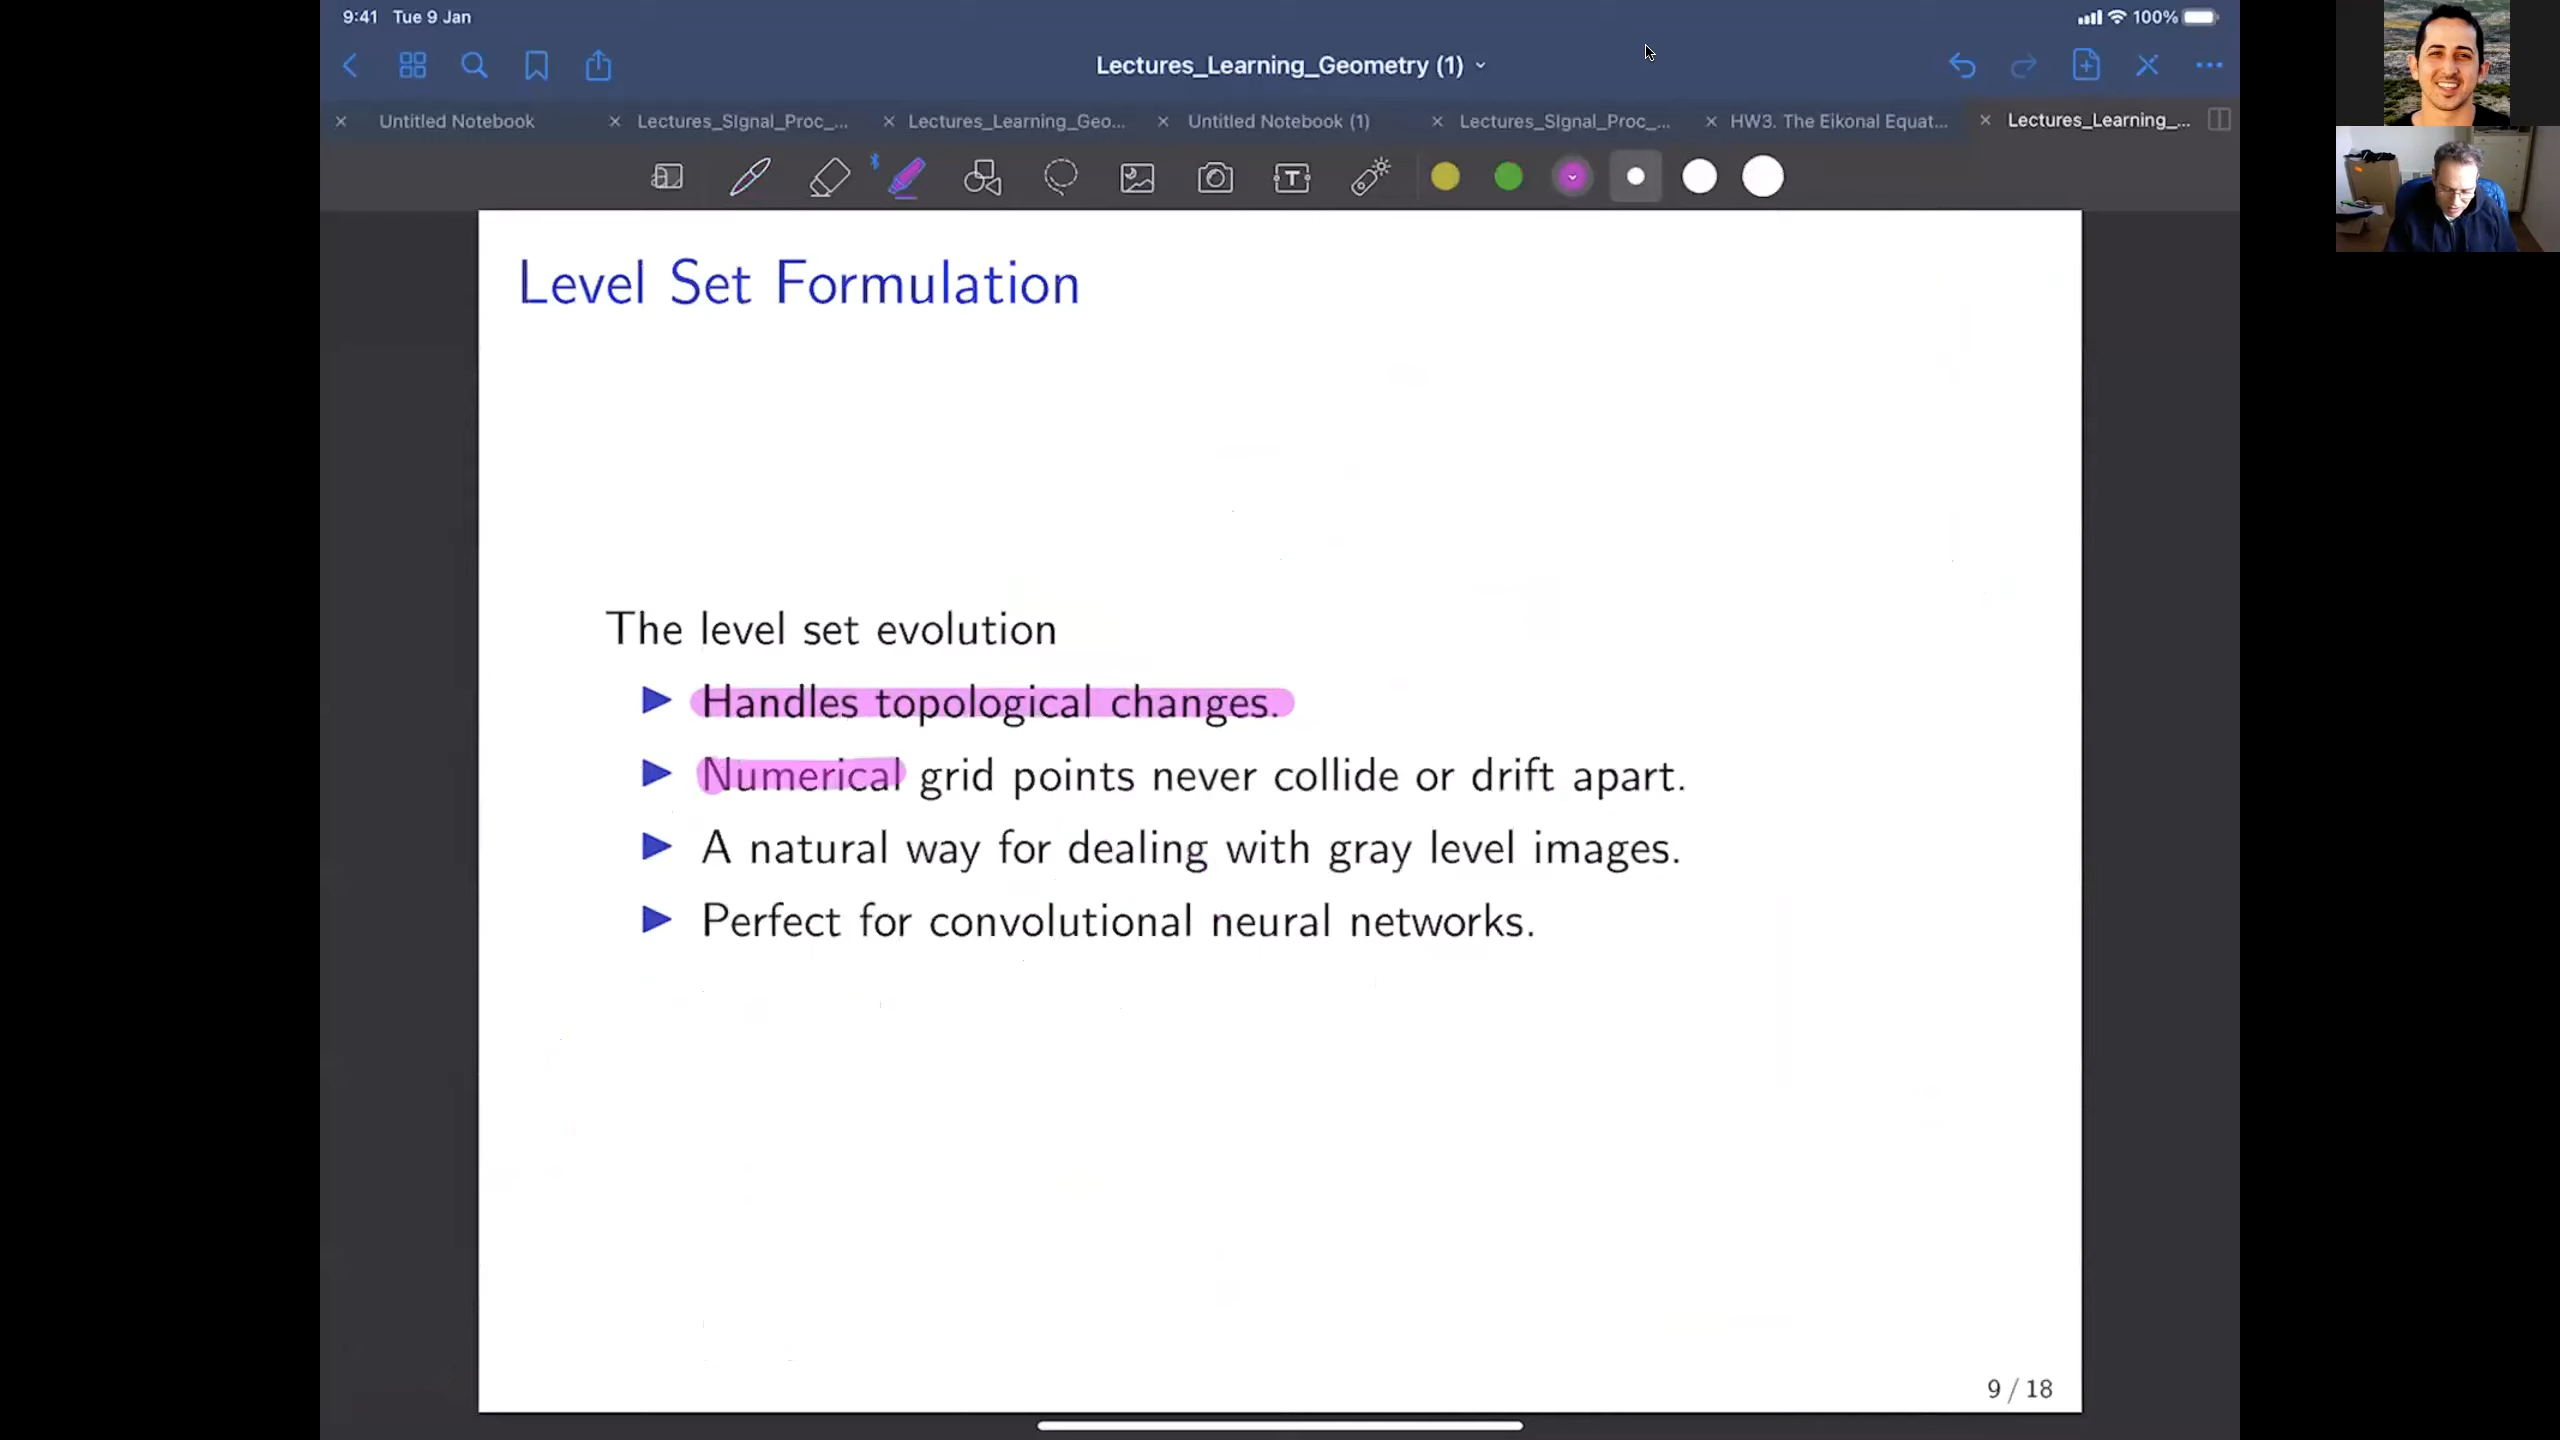 9:41 Tue 9 Jan
100%
Lectures_Learning_Geometry (1)
Untitled Notebook
Lectures_SIgnal_Proc_...
Lectures_Learning_Geo...
Untitled Notebook (1)
Lectures_SIgnal_Proc_...
HW3. The Eikonal Equat...
Lectures_Learning_...
Level Set Formulation
The level set evolution
▶ Handles topological changes.
▶ Numerical grid points never collide or drift apart.
▶ A natural way for dealing with gray level images.
▶ Perfect for convolutional neural networks.
9 / 18